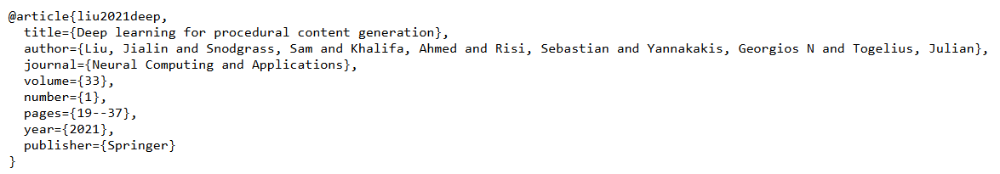 @article{liu2021deep,
  title={Deep learning for procedural content generation},
  author={Liu, Jialin and Snodgrass, Sam and Khalifa, Ahmed and Risi, Sebastian and Yannakakis, Georgios N and Togelius, Julian},
  journal={Neural Computing and Applications},
  volume={33},
  number={1},
  pages={19--37},
  year={2021},
  publisher={Springer}
}